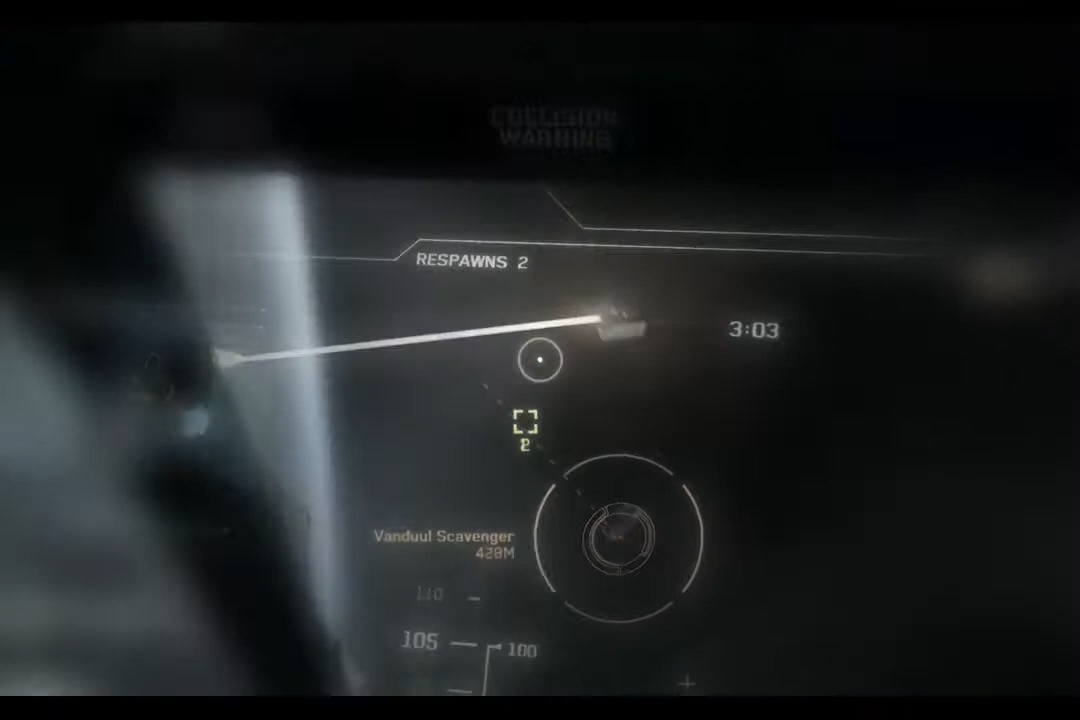 COLLISION
WARNING
RESPAWNS 2
3:03
2
Vanduul Scavenger
428M
110
105
100